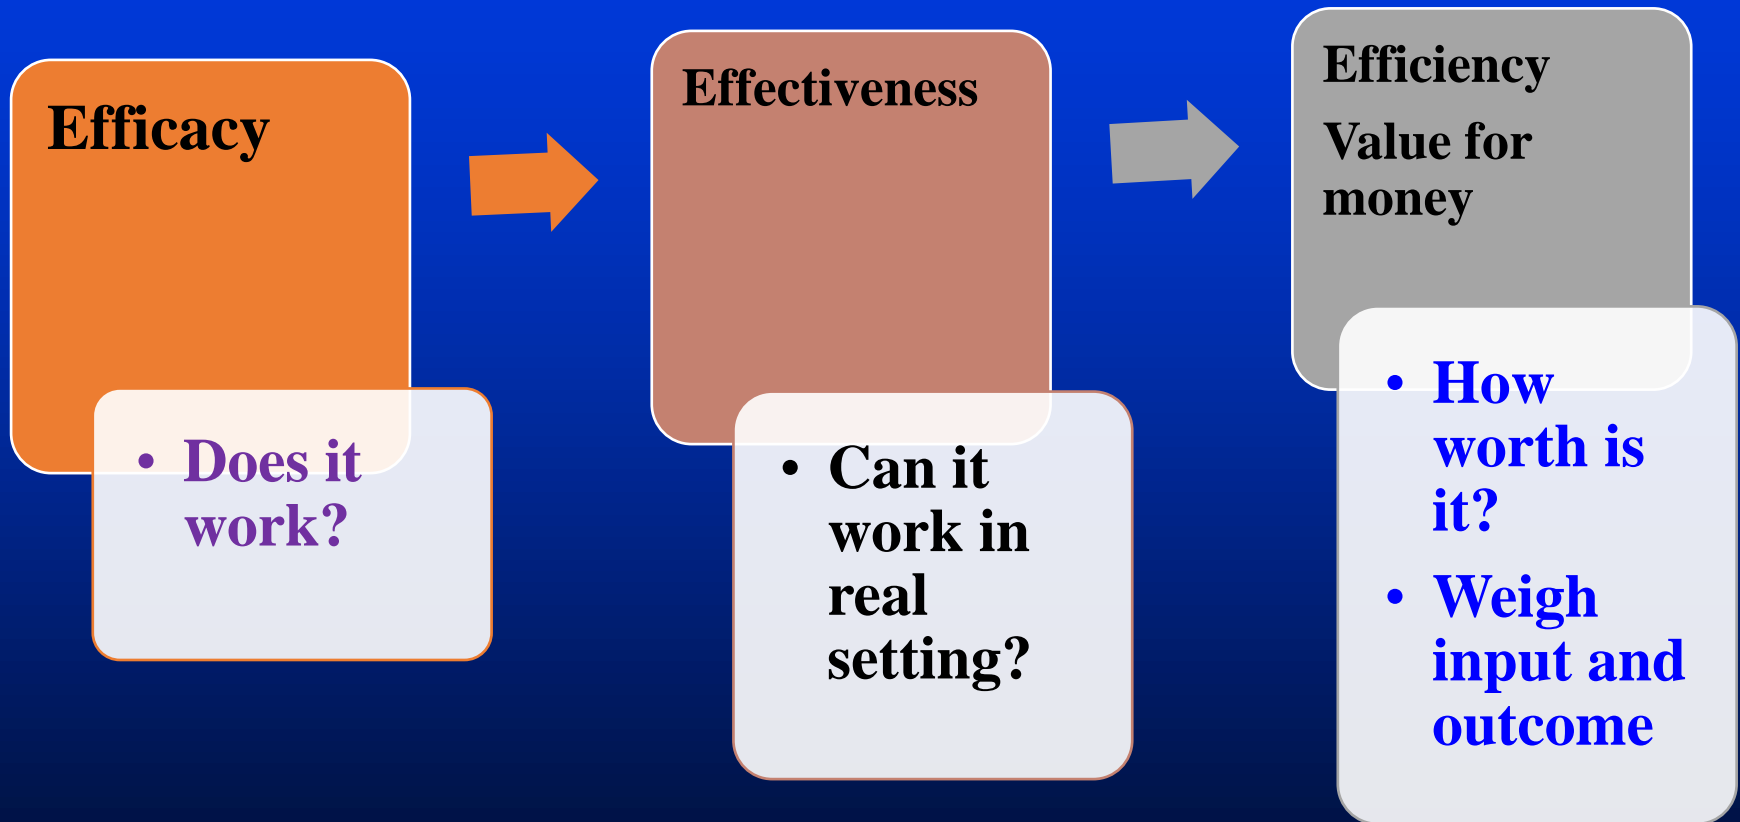 Efficacy
• Does it
work?
Effectiveness
• Can it
work in
real
setting?
Efficiency
Value for
money
• How
worth is
it?
• Weigh
input and
outcome